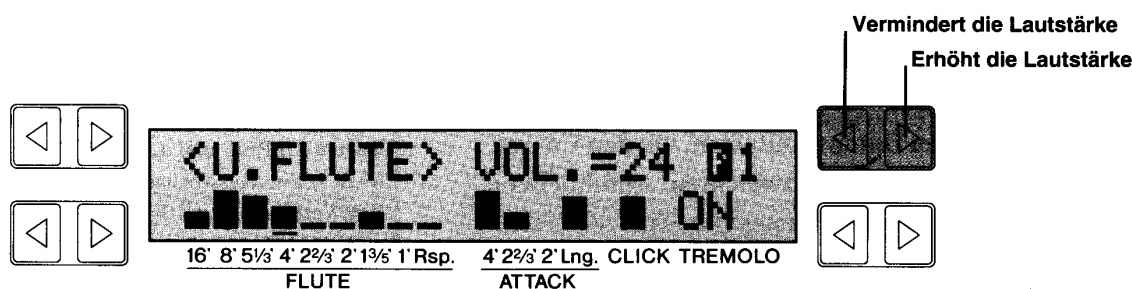 Vermindert die Lautstärke
Erhöht die Lautstärke
<U.FLUTE> VOL.=24 P1
ON
16' 8' 5⅓' 4' 2⅔' 2' 1⅗' 1' Rsp. 4' 2⅔' 2' Lng. CLICK TREMOLO
FLUTE ATTACK